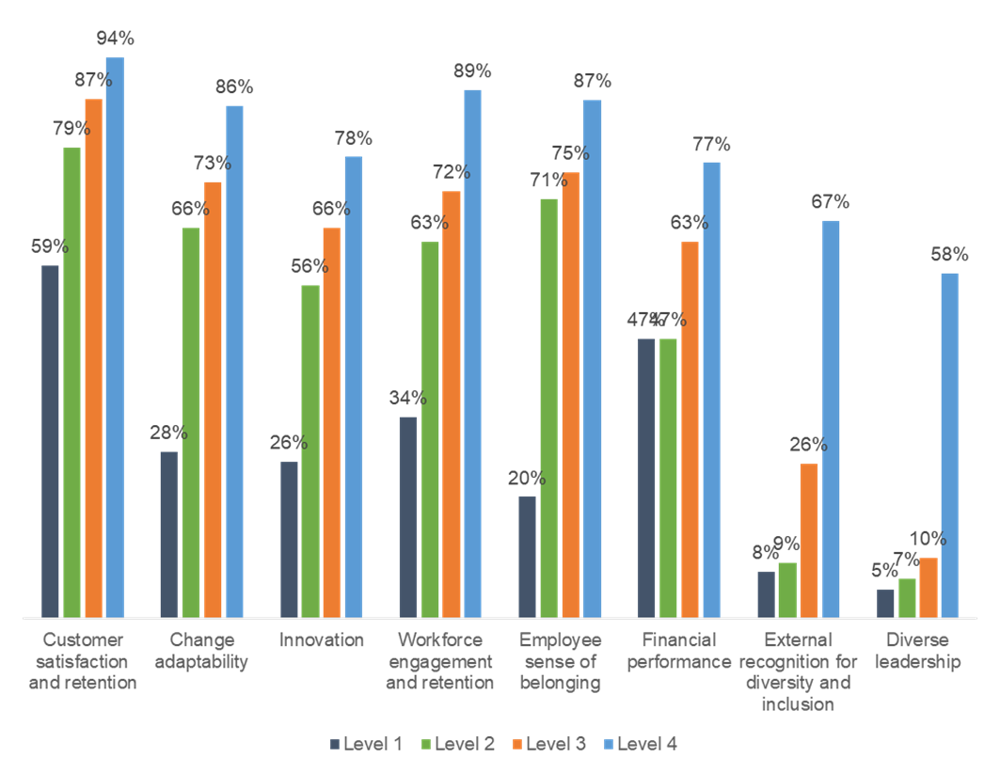 94%
89%
87%
87%
86%
79%
78%
77%
75%
73%
72%
71%
67%
66%
66%
63%
63%
59%
58%
56%
47%
47%
34%
28%
26%
26%
20%
10%
9%
8%
7%
5%
Customer
satisfaction
and retention
Change
adaptability
Innovation
Workforce
engagement
and retention
Employee
sense of
belonging
Financial
performance
External
recognition for
diversity and
inclusion
Diverse
leadership
Level 1 Level 2 Level 3 Level 4